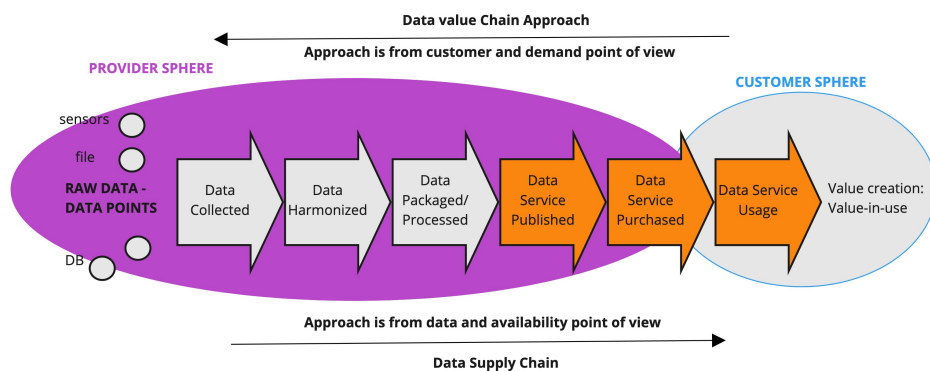 Data value Chain Approach
Approach is from customer and demand point of view
PROVIDER SPHERE
CUSTOMER SPHERE
sensors
file
RAW DATA -
DATA POINTS
DB
Data
Collected
Data
Harmonized
Data
Packaged/
Processed
Data
Service
Published
Data
Service
Purchased
Data Service
Usage
Value creation:
Value-in-use
Approach is from data and availability point of view
Data Supply Chain